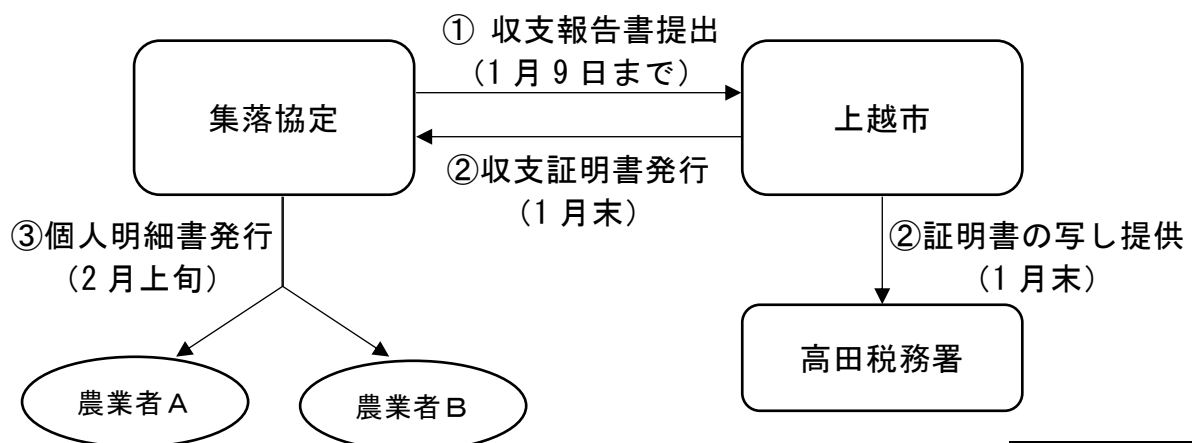 ① 収支報告書提出
（1月9日まで）
集落協定
上越市
②収支証明書発行
（1月末）
③個人明細書発行
（2月上旬）
②証明書の写し提供
（1月末）
高田税務署
農業者A
農業者B